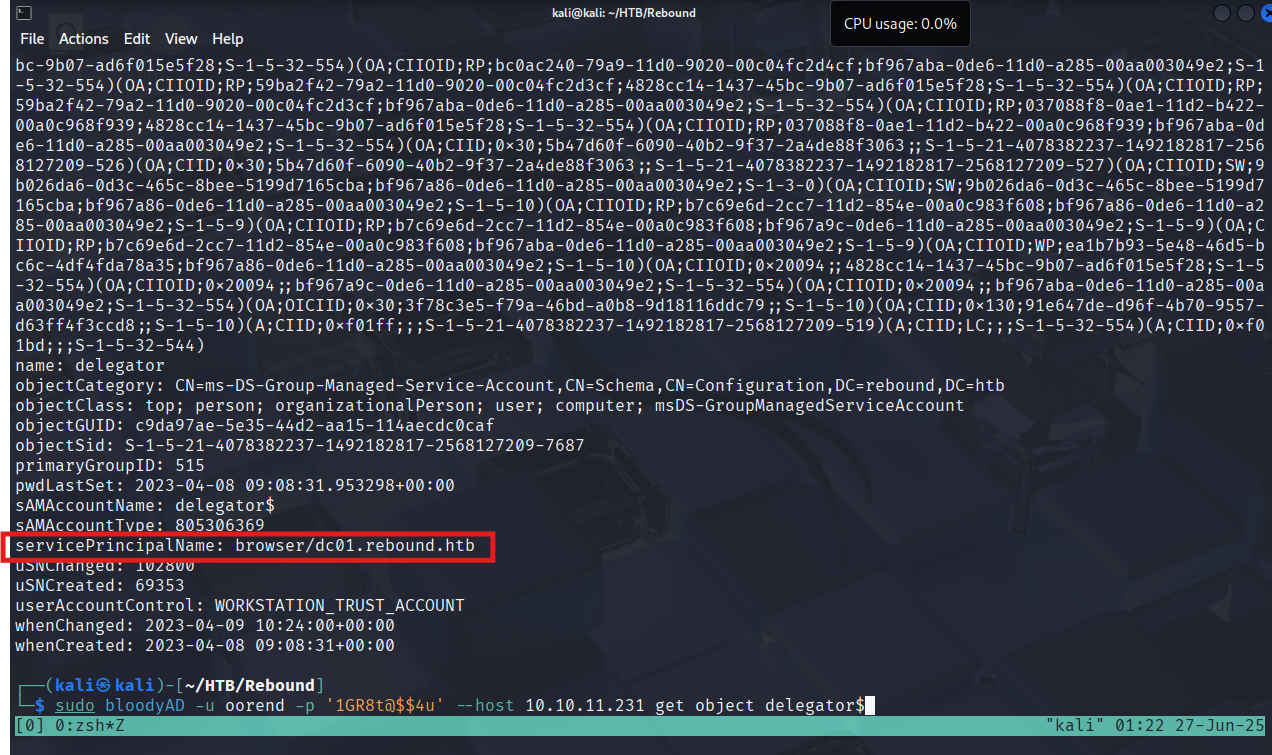 kali@kali: ~/HTB/Rebound
CPU usage: 0.0%
File Actions Edit View Help
bc-9b07-ad6f015e5f28;S-1-5-32-554)(OA;CIIOID;RP;bc0ac240-79a9-11d0-9020-00c04fc2d4cf;bf967aba-0de6-11d0-a285-00aa003049e2;S-1
-5-32-554)(OA;CIIOID;RP;59ba2f42-79a2-11d0-9020-00c04fc2d3cf;4828cc14-1437-45bc-9b07-ad6f015e5f28;S-1-5-32-554)(OA;CIIOID;RP;
59ba2f42-79a2-11d0-9020-00c04fc2d3cf;bf967aba-0de6-11d0-a285-00aa003049e2;S-1-5-32-554)(OA;CIIOID;RP;037088f8-0ae1-11d2-b422-
00a0c968f939;4828cc14-1437-45bc-9b07-ad6f015e5f28;S-1-5-32-554)(OA;CIIOID;RP;037088f8-0ae1-11d2-b422-00a0c968f939;bf967aba-0d
e6-11d0-a285-00aa003049e2;S-1-5-32-554)(OA;CIID;0×30;5b47d60f-6090-40b2-9f37-2a4de88f3063;;S-1-5-21-4078382237-1492182817-256
8127209-526)(OA;CIID;0×30;5b47d60f-6090-40b2-9f37-2a4de88f3063;;S-1-5-21-4078382237-1492182817-2568127209-527)(OA;CIIOID;SW;9
b026da6-0d3c-465c-8bee-5199d7165cba;bf967a86-0de6-11d0-a285-00aa003049e2;S-1-3-0)(OA;CIIOID;SW;9b026da6-0d3c-465c-8bee-5199d7
165cba;bf967a86-0de6-11d0-a285-00aa003049e2;S-1-5-10)(OA;CIIOID;RP;b7c69e6d-2cc7-11d2-854e-00a0c983f608;bf967a86-0de6-11d0-a2
85-00aa003049e2;S-1-5-9)(OA;CIIOID;RP;b7c69e6d-2cc7-11d2-854e-00a0c983f608;bf967a9c-0de6-11d0-a285-00aa003049e2;S-1-5-9)(OA;C
IIOID;RP;b7c69e6d-2cc7-11d2-854e-00a0c983f608;bf967aba-0de6-11d0-a285-00aa003049e2;S-1-5-9)(OA;CIIOID;WP;ea1b7b93-5e48-46d5-b
c6c-4df4fda78a35;bf967a86-0de6-11d0-a285-00aa003049e2;S-1-5-10)(OA;CIIOID;0×20094;;4828cc14-1437-45bc-9b07-ad6f015e5f28;S-1-5
-32-554)(OA;CIIOID;0×20094;;bf967a9c-0de6-11d0-a285-00aa003049e2;S-1-5-32-554)(OA;CIIOID;0×20094;;bf967aba-0de6-11d0-a285-00a
a003049e2;S-1-5-32-554)(OA;OICIID;0×30;3f78c3e5-f79a-46bd-a0b8-9d18116ddc79;;S-1-5-10)(OA;CIID;0×130;91e647de-d96f-4b70-9557-
d63ff4f3ccd8;;S-1-5-10)(A;CIID;0×f01ff;;;S-1-5-21-4078382237-1492182817-2568127209-519)(A;CIID;LC;;;S-1-5-32-554)(A;CIID;0×f0
1bd;;;S-1-5-32-544)
name: delegator
objectCategory: CN=ms-DS-Group-Managed-Service-Account,CN=Schema,CN=Configuration,DC=rebound,DC=htb
objectClass: top; person; organizationalPerson; user; computer; msDS-GroupManagedServiceAccount
objectGUID: c9da97ae-5e35-44d2-aa15-114aecdc0caf
objectSid: S-1-5-21-4078382237-1492182817-2568127209-7687
primaryGroupID: 515
pwdLastSet: 2023-04-08 09:08:31.953298+00:00
sAMAccountName: delegator$
sAMAccountType: 805306369
servicePrincipalName: browser/dc01.rebound.htb
uSNChanged: 102800
uSNCreated: 69353
userAccountControl: WORKSTATION_TRUST_ACCOUNT
whenChanged: 2023-04-09 10:24:00+00:00
whenCreated: 2023-04-08 09:08:31+00:00
┌──(kali㉿kali)-[~/HTB/Rebound]
└─$ sudo bloodyAD -u oorend -p '1GR8t@$$4u' --host 10.10.11.231 get object delegator$
[0] 0:zsh*Z "kali" 01:22 27-Jun-25